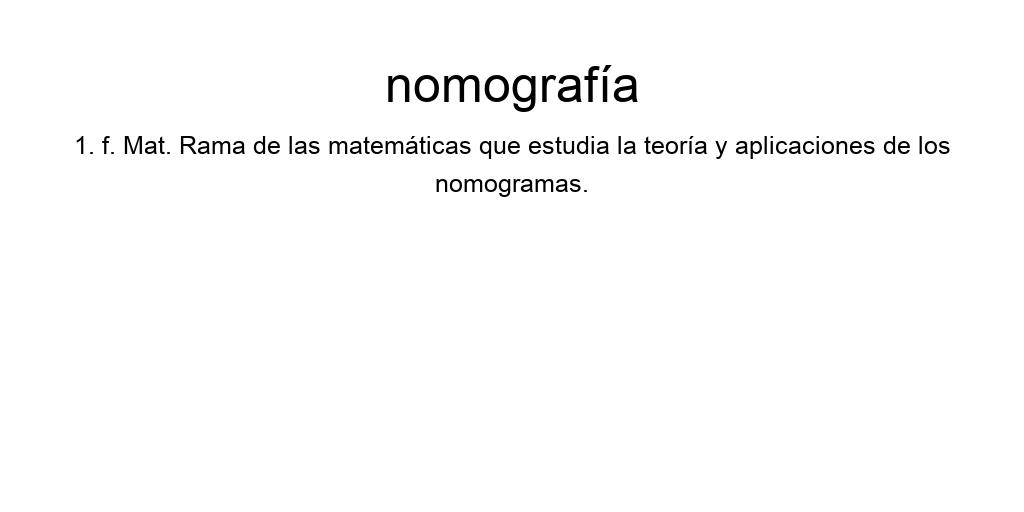 nomografía
1. f. Mat. Rama de las matemáticas que estudia la teoría y aplicaciones de los
nomogramas.